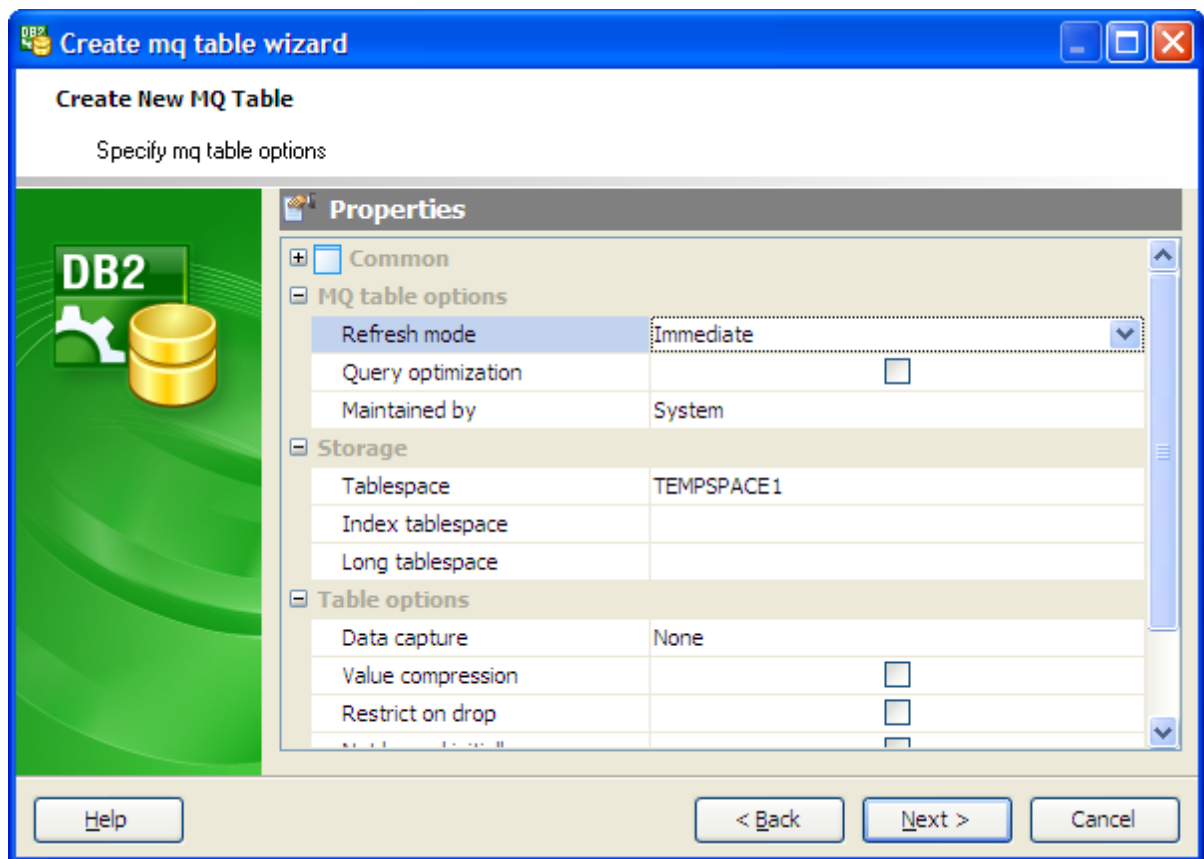 DB2
Create mq table wizard
Create New MQ Table
Specify mq table options
DB2
Properties
Common
MQ table options
Refresh mode Immediate
Query optimization
Maintained by System
Storage
Tablespace TEMPSPACE1
Index tablespace
Long tablespace
Table options
Data capture None
Value compression
Restrict on drop
Help < Back Next > Cancel